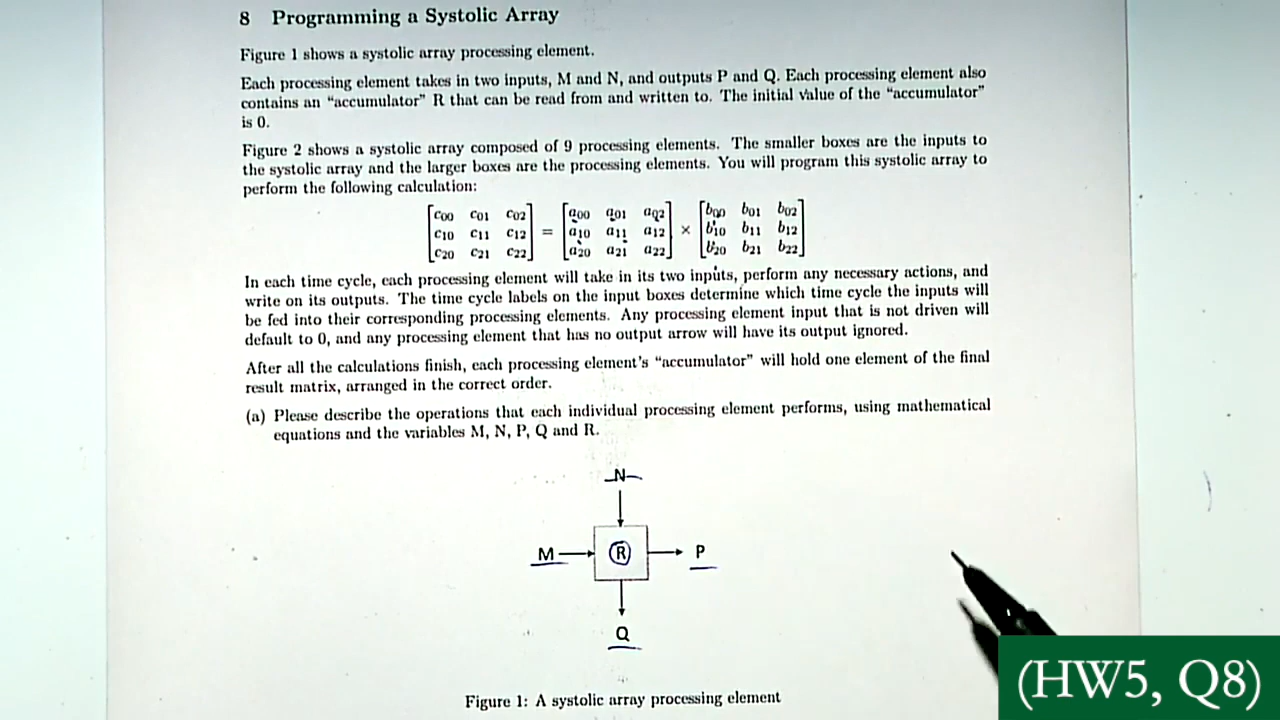 8 Programming a Systolic Array
Figure 1 shows a systolic array processing element.
Each processing element takes in two inputs, M and N, and outputs P and Q. Each processing element also
contains an “accumulator” R that can be read from and written to. The initial value of the “accumulator”
is 0.
Figure 2 shows a systolic array composed of 9 processing elements. The smaller boxes are the inputs to
the systolic array and the larger boxes are the processing elements. You will program this systolic array to
perform the following calculation:
[c00 c01 c02] [a00 a01 a02] [b00 b01 b02]
[c10 c11 c12] = [a10 a11 a12] × [b10 b11 b12]
[c20 c21 c22] [a20 a21 a22] [b20 b21 b22]
In each time cycle, each processing element will take in its two inputs, perform any necessary actions, and
write on its outputs. The time cycle labels on the input boxes determine which time cycle the inputs will
be fed into their corresponding processing elements. Any processing element input that is not driven will
default to 0, and any processing element that has no output arrow will have its output ignored.
After all the calculations finish, each processing element's “accumulator” will hold one element of the final
result matrix, arranged in the correct order.
(a) Please describe the operations that each individual processing element performs, using mathematical
equations and the variables M, N, P, Q and R.
N
M R P
Q
Figure 1: A systolic array processing element
(HW5, Q8)